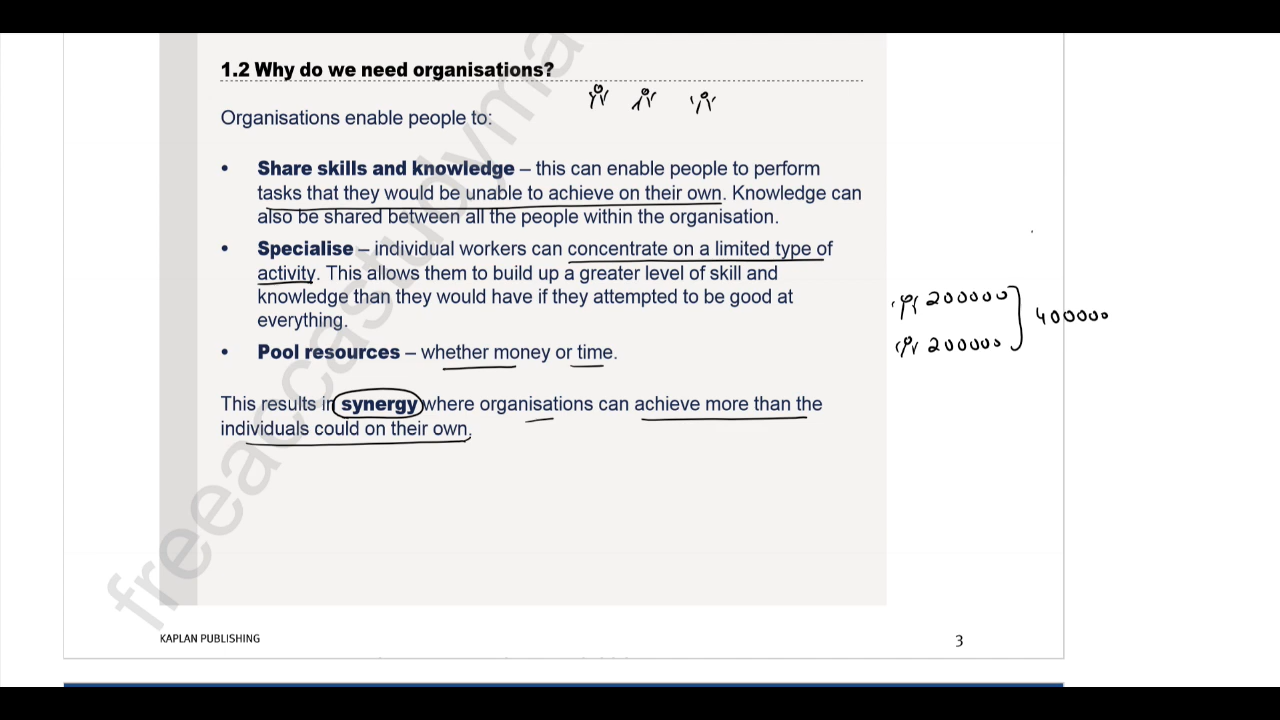 1.2 Why do we need organisations?
Organisations enable people to:
• Share skills and knowledge – this can enable people to perform
tasks that they would be unable to achieve on their own. Knowledge can
also be shared between all the people within the organisation.
• Specialise – individual workers can concentrate on a limited type of
activity. This allows them to build up a greater level of skill and
knowledge than they would have if they attempted to be good at
everything.
• Pool resources – whether money or time.
This results in synergy where organisations can achieve more than the
individuals could on their own.
200000
200000
400000
freeaccastudyma
KAPLAN PUBLISHING
3